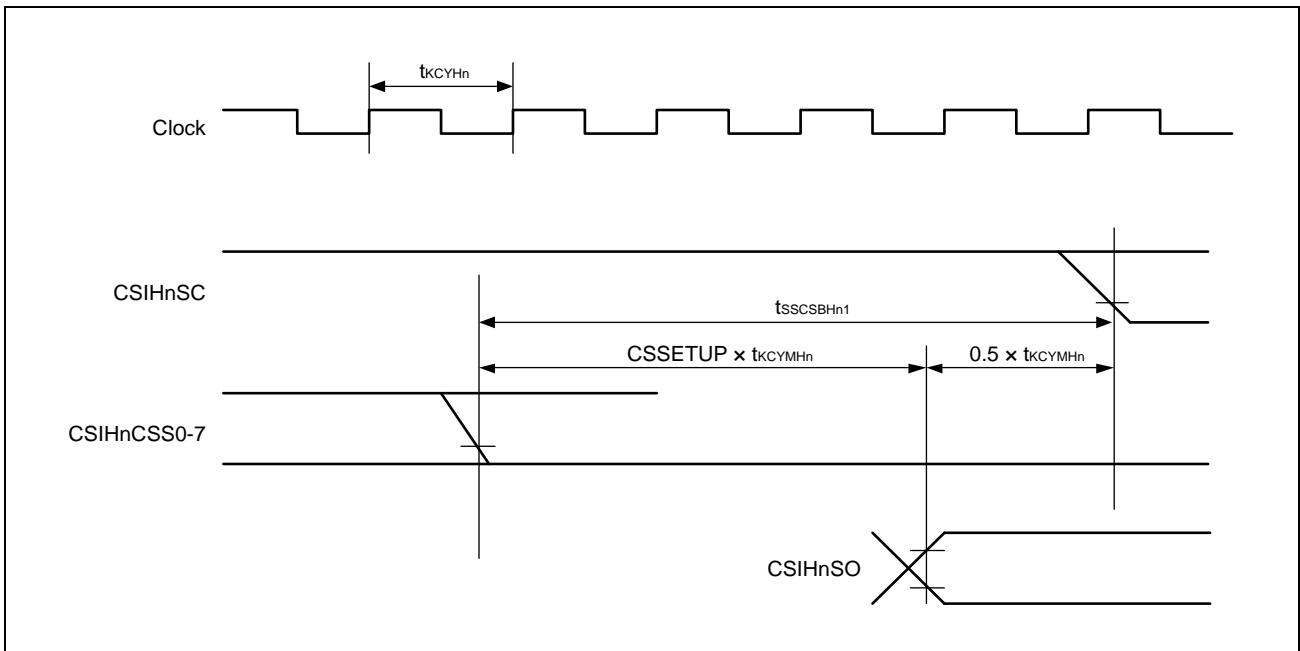 tKCYHn
Clock
CSIHnSC
tSSCSBHn1
CSSETUP × tKCYMHn
0.5 × tKCYMHn
CSIHnCSS0-7
CSIHnSO